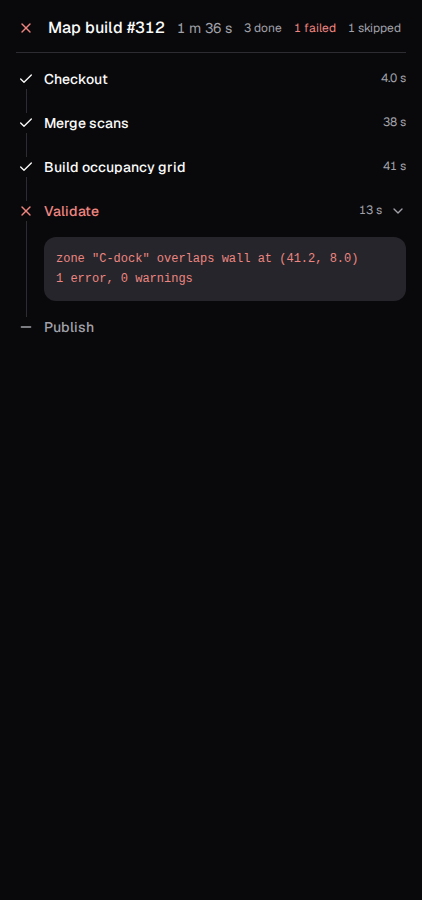 Map build #312 1 m 36 s 3 done 1 failed 1 skipped
Checkout 4.0 s
Merge scans 38 s
Build occupancy grid 41 s
Validate 13 s
zone "C-dock" overlaps wall at (41.2, 8.0)
1 error, 0 warnings
Publish